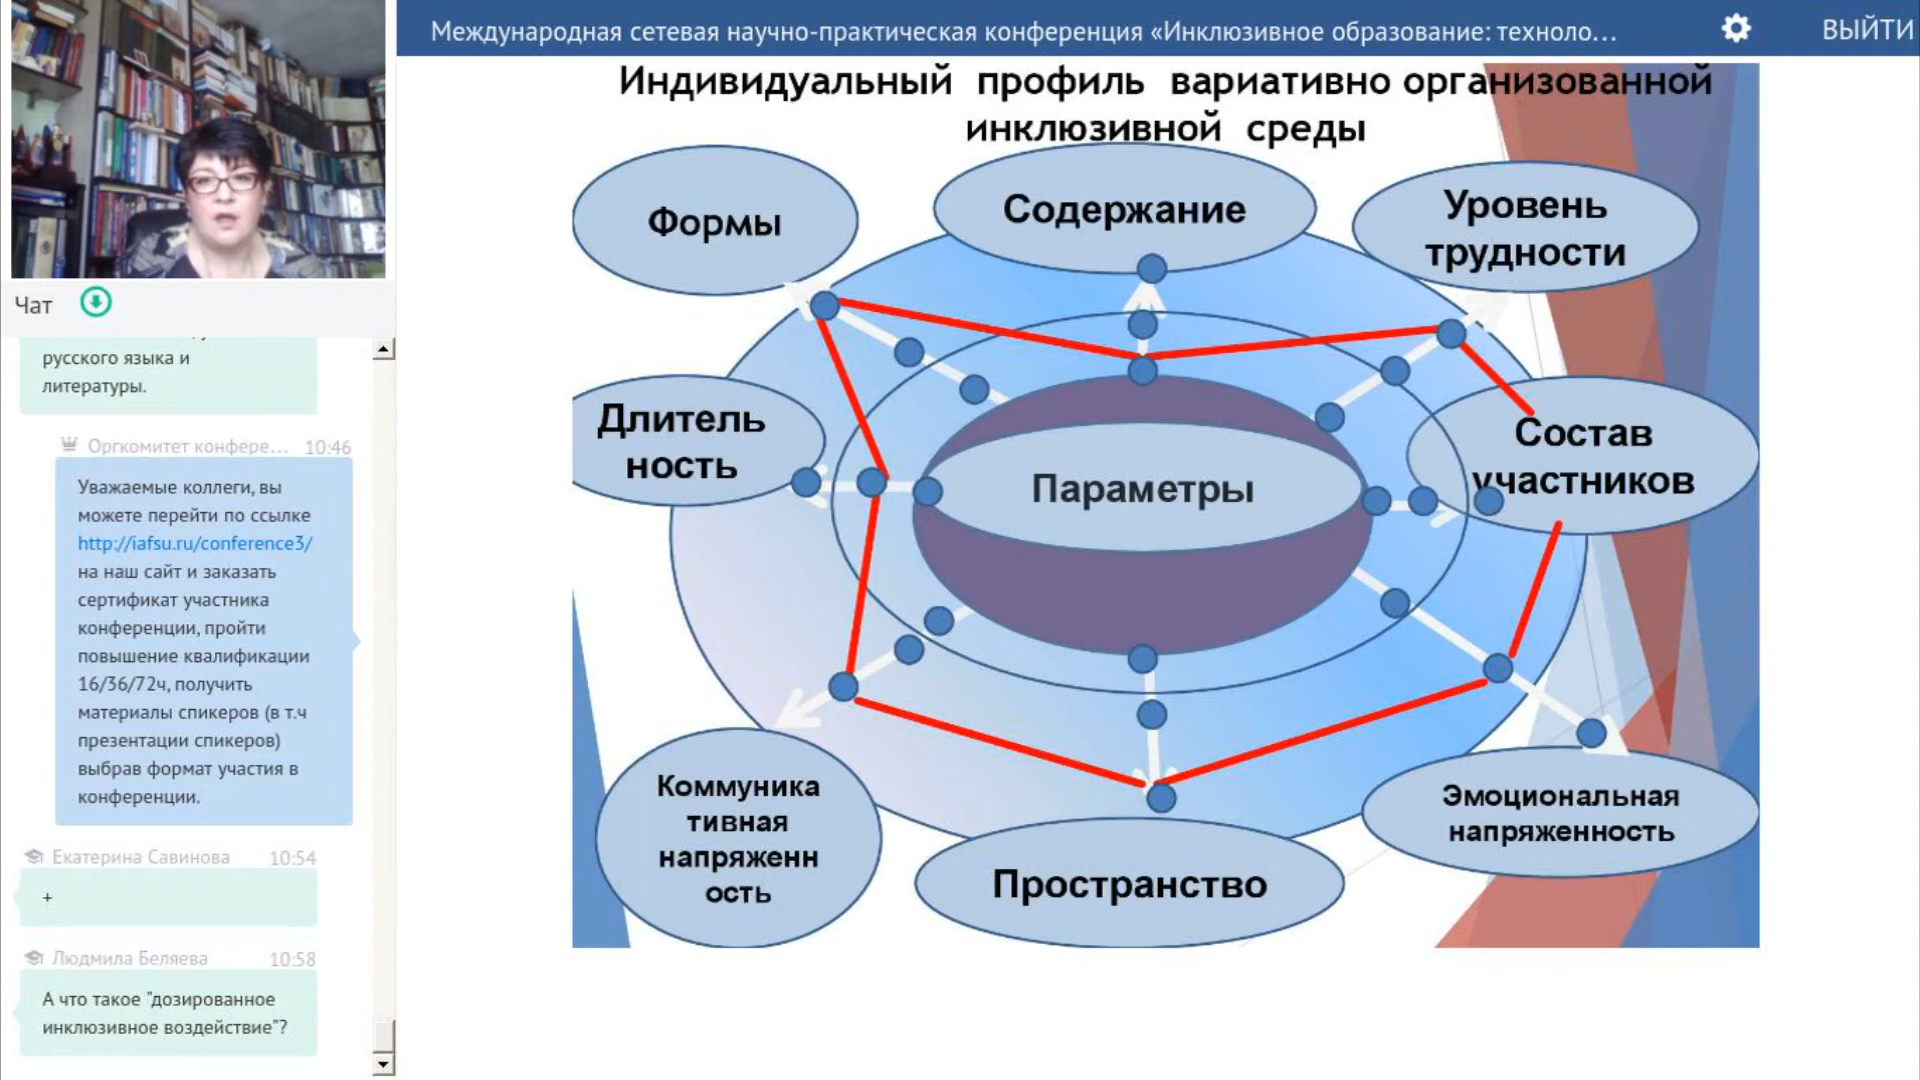 Международная сетевая научно-практическая конференция «Инклюзивное образование: техноло...
ВЫЙТИ
Чат
русского языка и
литературы.
Оргкомитет конфере... 10:46
Уважаемые коллеги, вы
можете перейти по ссылке
http://iafsu.ru/conference3/
на наш сайт и заказать
сертификат участника
конференции, пройти
повышение квалификации
16/36/72ч, получить
материалы спикеров (в т.ч
презентации спикеров)
выбрав формат участия в
конференции.
Екатерина Савинова 10:54
+
Людмила Беляева 10:58
А что такое "дозированное
инклюзивное воздействие"?
Индивидуальный профиль вариативно организованной
инклюзивной среды
Формы
Содержание
Уровень
трудности
Длитель
ность
Параметры
Состав
участников
Коммуника
тивная
напряженн
ость
Пространство
Эмоциональная
напряженность